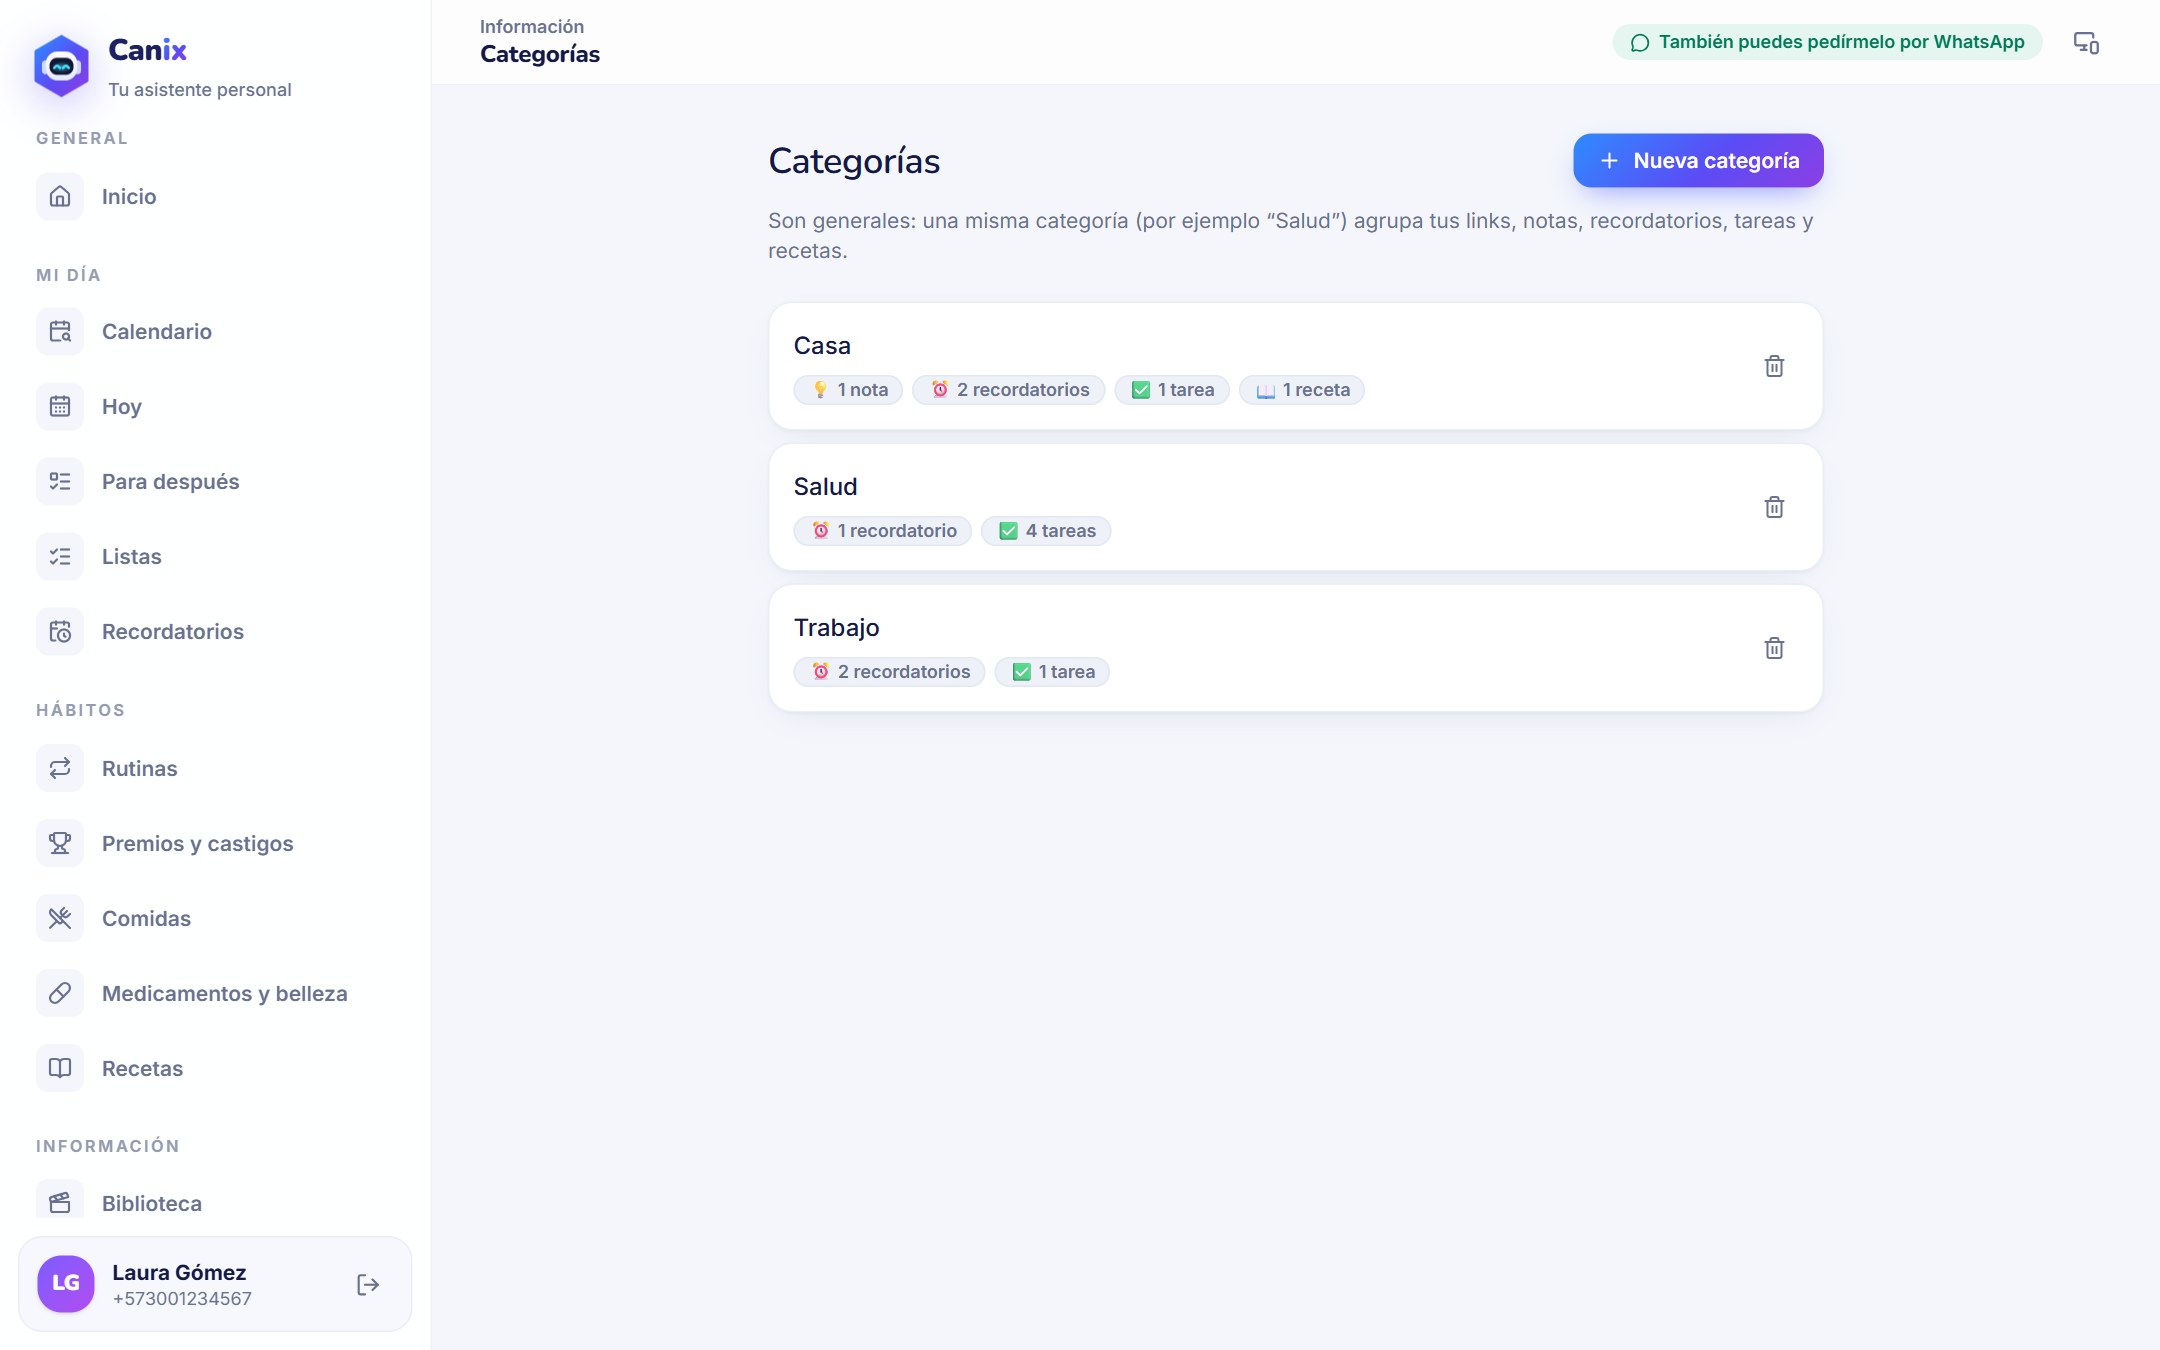 Canix
Tu asistente personal
GENERAL
Inicio
MI DÍA
Calendario
Hoy
Para después
Listas
Recordatorios
HÁBITOS
Rutinas
Premios y castigos
Comidas
Medicamentos y belleza
Recetas
INFORMACIÓN
Biblioteca
LG
Laura Gómez
+573001234567
Información
Categorías
También puedes pedírmelo por WhatsApp
Categorías
Nueva categoría
Son generales: una misma categoría (por ejemplo “Salud”) agrupa tus links, notas, recordatorios, tareas y
recetas.
Casa
1 nota
2 recordatorios
1 tarea
1 receta
Salud
1 recordatorio
4 tareas
Trabajo
2 recordatorios
1 tarea